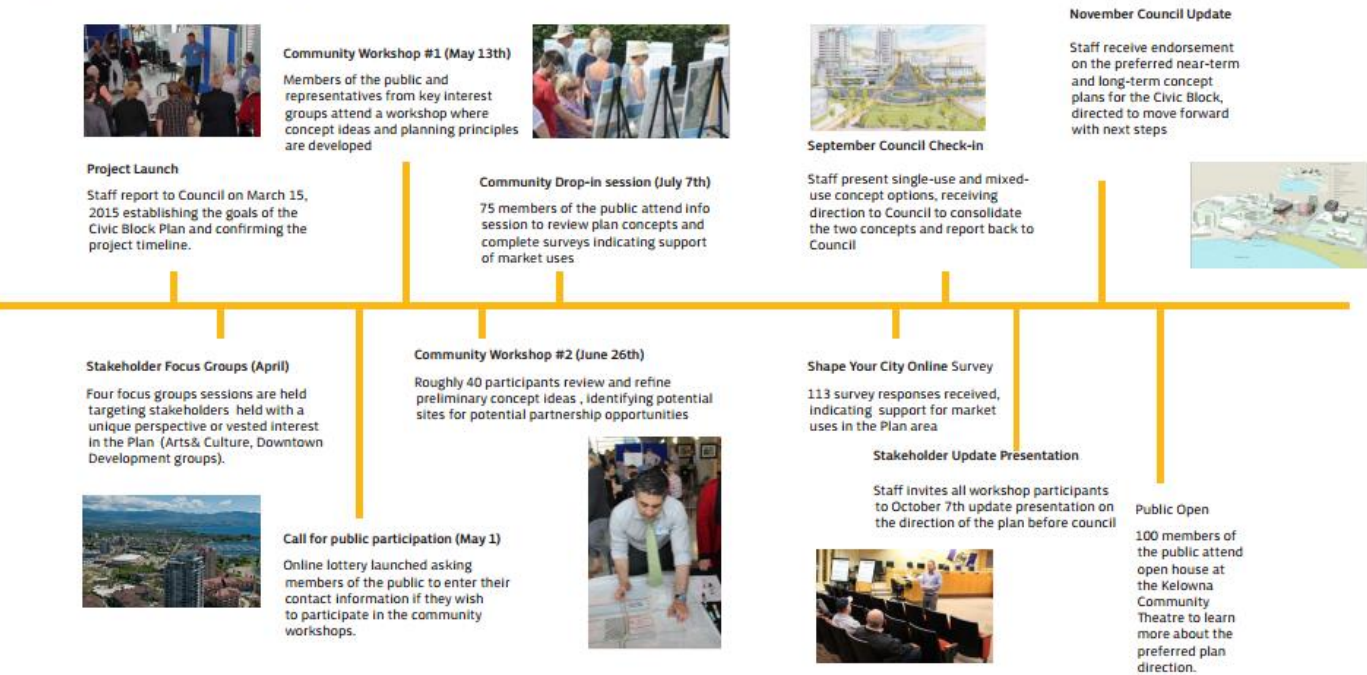 Project Launch
Staff report to Council on March 15,
2015 establishing the goals of the
Civic Block Plan and confirming the
project timeline.
Stakeholder Focus Groups (April)
Four focus groups sessions are held
targeting stakeholders held with a
unique perspective or vested interest
in the Plan (Arts& Culture, Downtown
Development groups).
Call for public participation (May 1)
Online lottery launched asking
members of the public to enter their
contact information if they wish
to participate in the community
workshops.
Community Workshop #1 (May 13th)
Members of the public and
representatives from key interest
groups attend a workshop where
concept ideas and planning principles
are developed
Community Workshop #2 (June 26th)
Roughly 40 participants review and refine
preliminary concept ideas , identifying potential
sites for potential partnership opportunities
Community Drop-in session (July 7th)
75 members of the public attend info
session to review plan concepts and
complete surveys indicating support
of market uses
Shape Your City Online Survey
113 survey responses received,
indicating support for market
uses in the Plan area
September Council Check-in
Staff present single-use and mixed-
use concept options, receiving
direction to Council to consolidate
the two concepts and report back to
Council
Stakeholder Update Presentation
Staff invites all workshop participants
to October 7th update presentation on
the direction of the plan before council
November Council Update
Staff receive endorsement
on the preferred near-term
and long-term concept
plans for the Civic Block,
directed to move forward
with next steps
Public Open
100 members of
the public attend
open house at
the Kelowna
Community
Theatre to learn
more about the
preferred plan
direction.